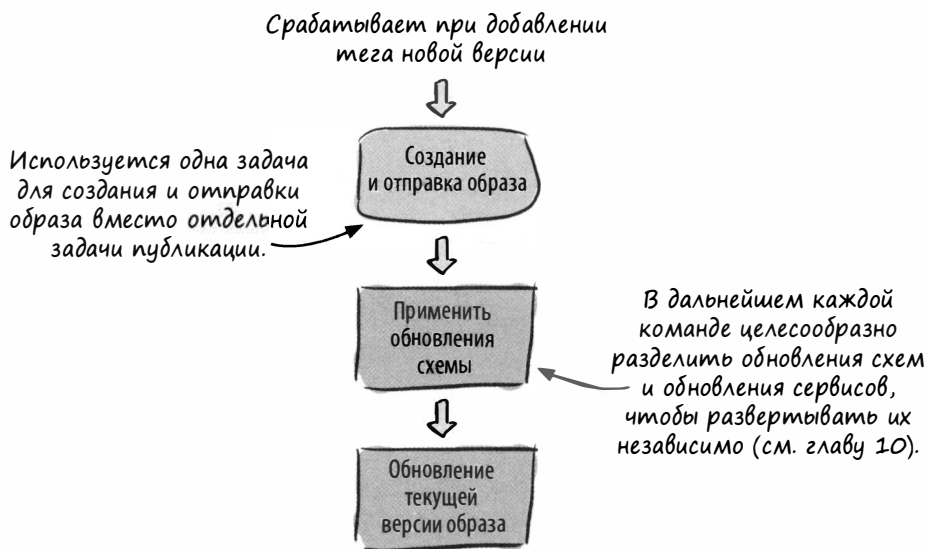 Срабатывает при добавлении
тега новой версии
Создание
и отправка образа
Используется одна задача
для создания и отправки
образа вместо отдельной
задачи публикации.
Применить
обновления
схемы
В дальнейшем каждой
команде целесообразно
разделить обновления схем
и обновления сервисов,
чтобы развертывать их
независимо (см. главу 10).
Обновление
текущей
версии образа